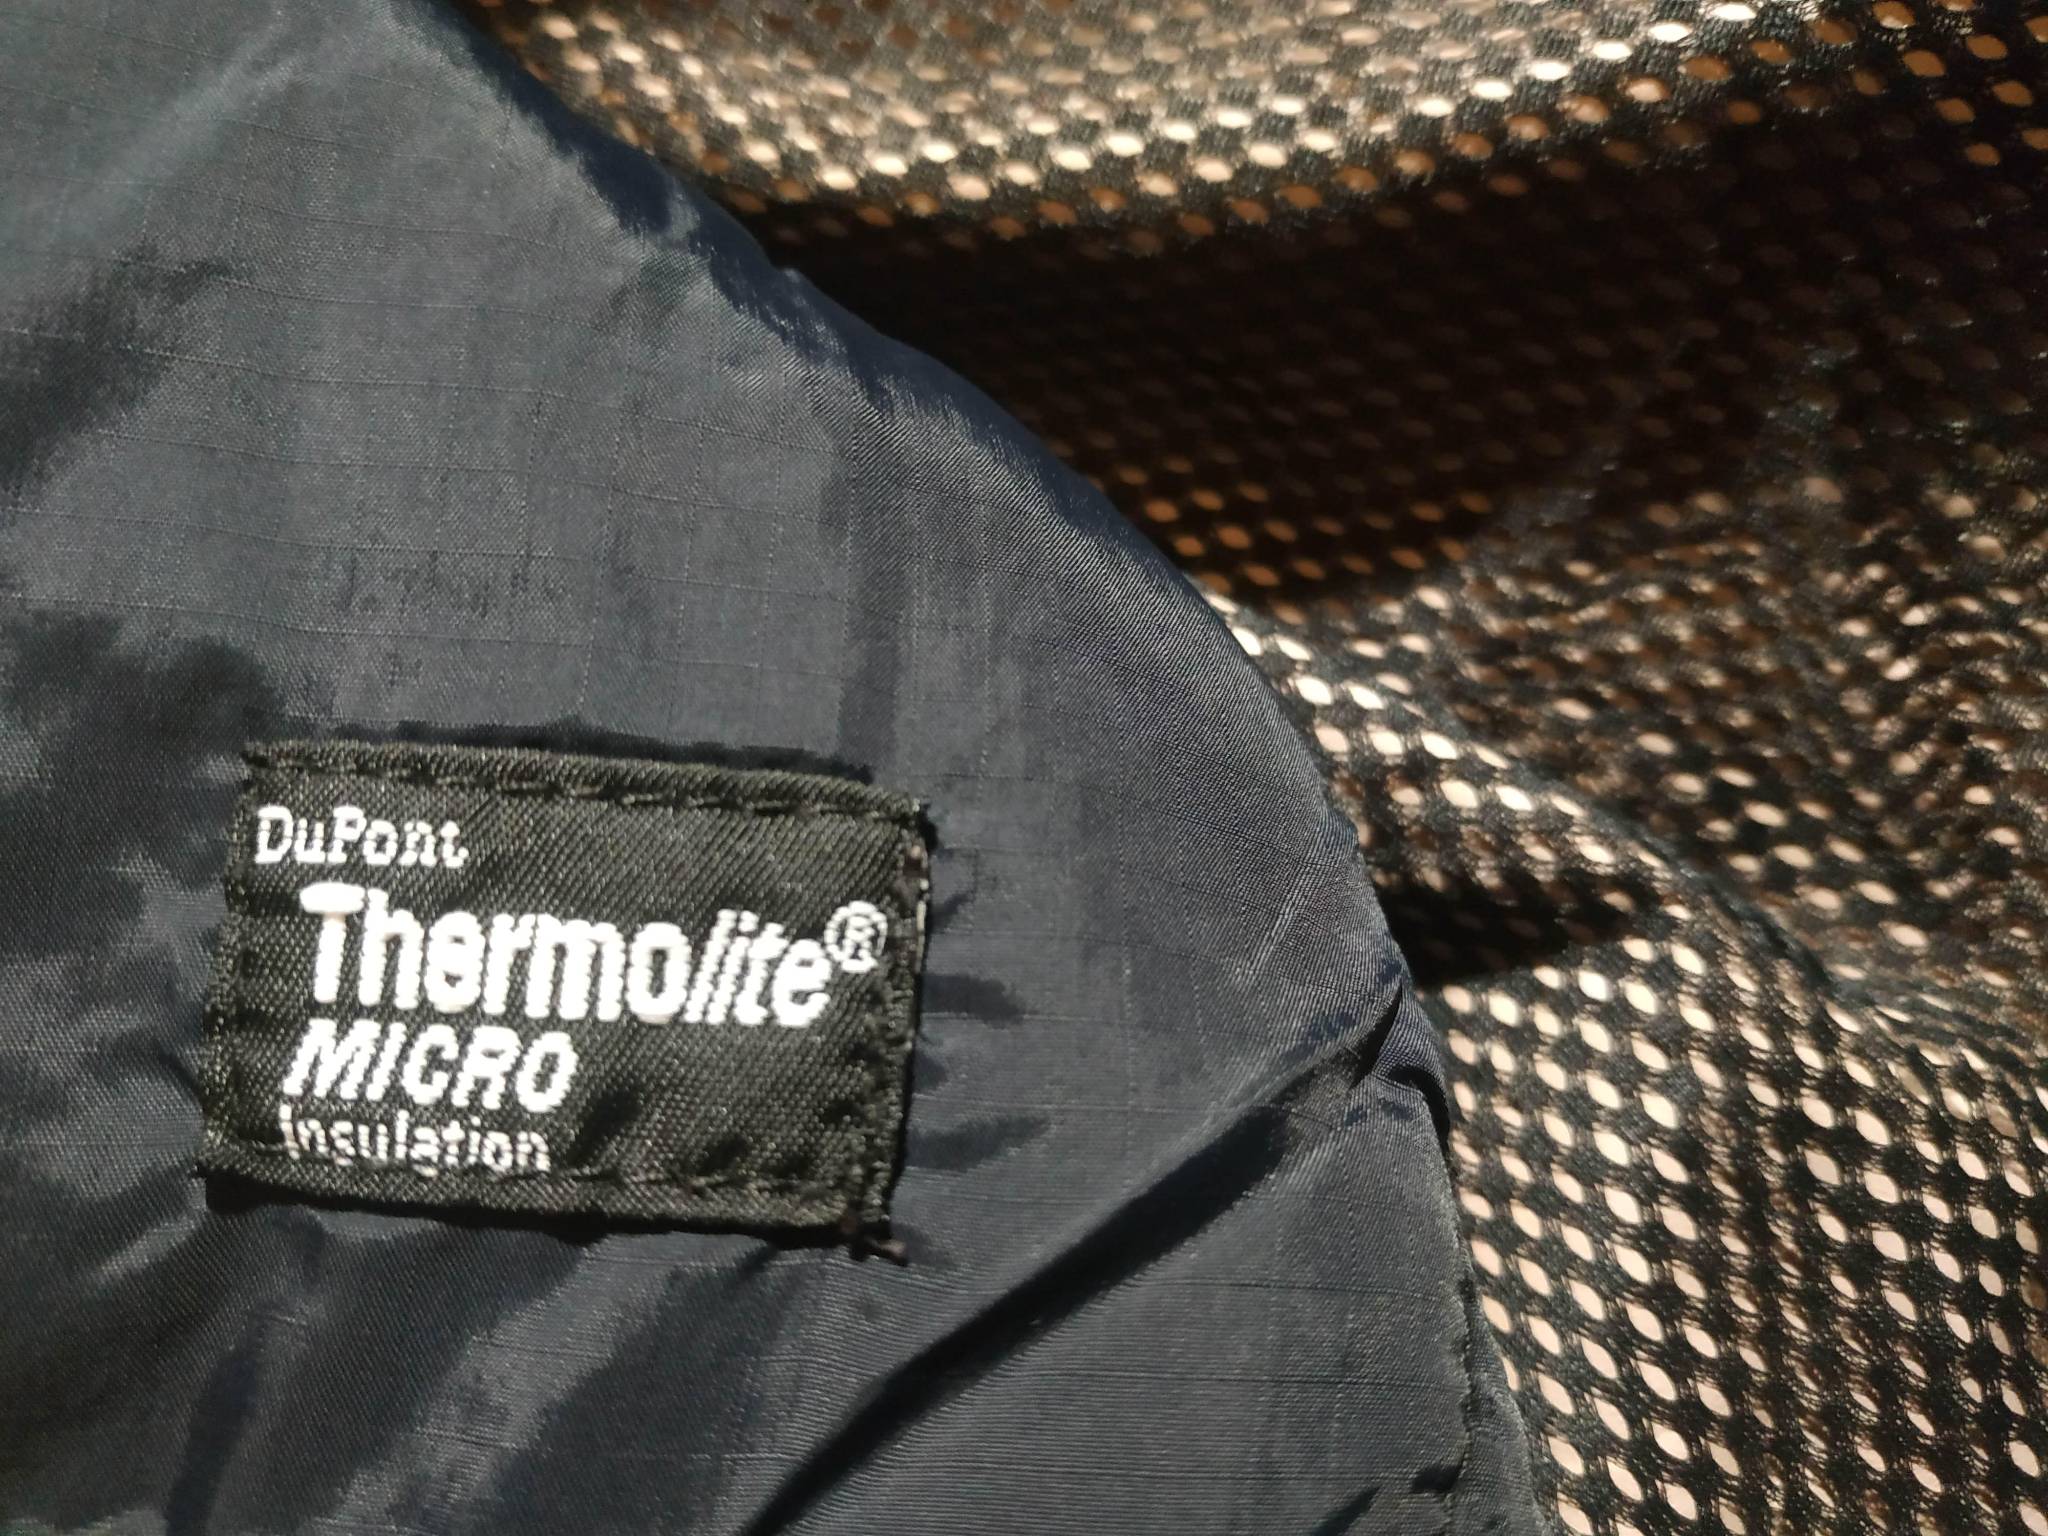 DuPont
Thermolite®
MICRO
Insulation